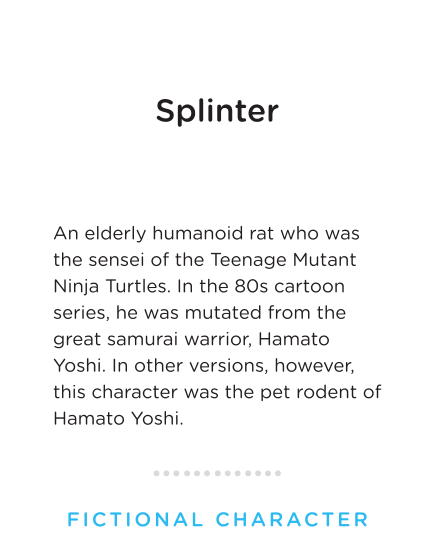 Splinter
An elderly humanoid rat who was
the sensei of the Teenage Mutant
Ninja Turtles. In the 80s cartoon
series, he was mutated from the
great samurai warrior, Hamato
Yoshi. In other versions, however,
this character was the pet rodent of
Hamato Yoshi.
FICTIONAL CHARACTER